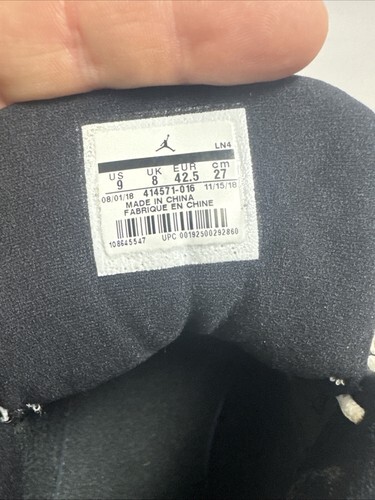 LN4
US UK EUR cm
9 8 42.5 27
08/01/18 414571-016 11/15/18
MADE IN CHINA
FABRIQUE EN CHINE
108645547 UPC 00192500292860